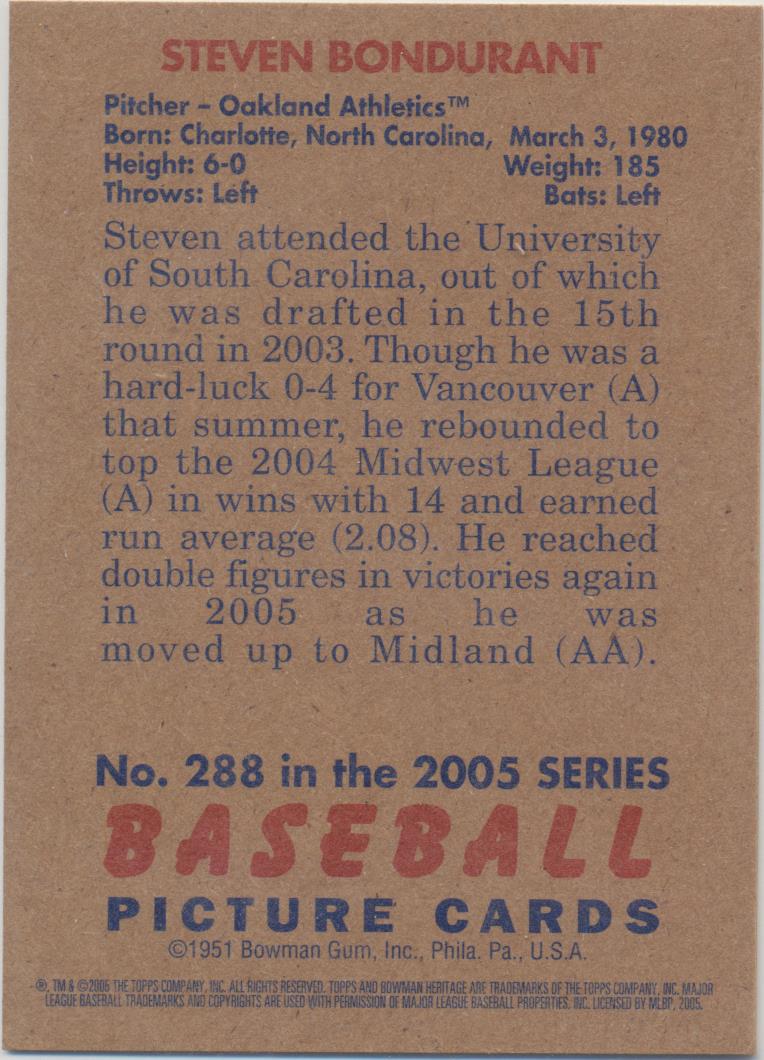 STEVEN BONDURANT
Pitcher – Oakland Athletics™
Born: Charlotte, North Carolina, March 3, 1980
Height: 6-0 Weight: 185
Throws: Left Bats: Left
Steven attended the University
of South Carolina, out of which
he was drafted in the 15th
round in 2003. Though he was a
hard-luck 0-4 for Vancouver (A)
that summer, he rebounded to
top the 2004 Midwest League
(A) in wins with 14 and earned
run average (2.08). He reached
double figures in victories again
in 2005 as he was
moved up to Midland (AA).
No. 288 in the 2005 SERIES
BASEBALL
PICTURE CARDS
©1951 Bowman Gum, Inc., Phila. Pa., U.S.A.
®, TM & ©2005 THE TOPPS COMPANY, INC. ALL RIGHTS RESERVED. TOPPS AND BOWMAN HERITAGE ARE TRADEMARKS OF THE TOPPS COMPANY, INC. MAJOR
LEAGUE BASEBALL TRADEMARKS AND COPYRIGHTS ARE USED WITH PERMISSION OF MAJOR LEAGUE BASEBALL PROPERTIES, INC. LICENSED BY MLBP, 2005.